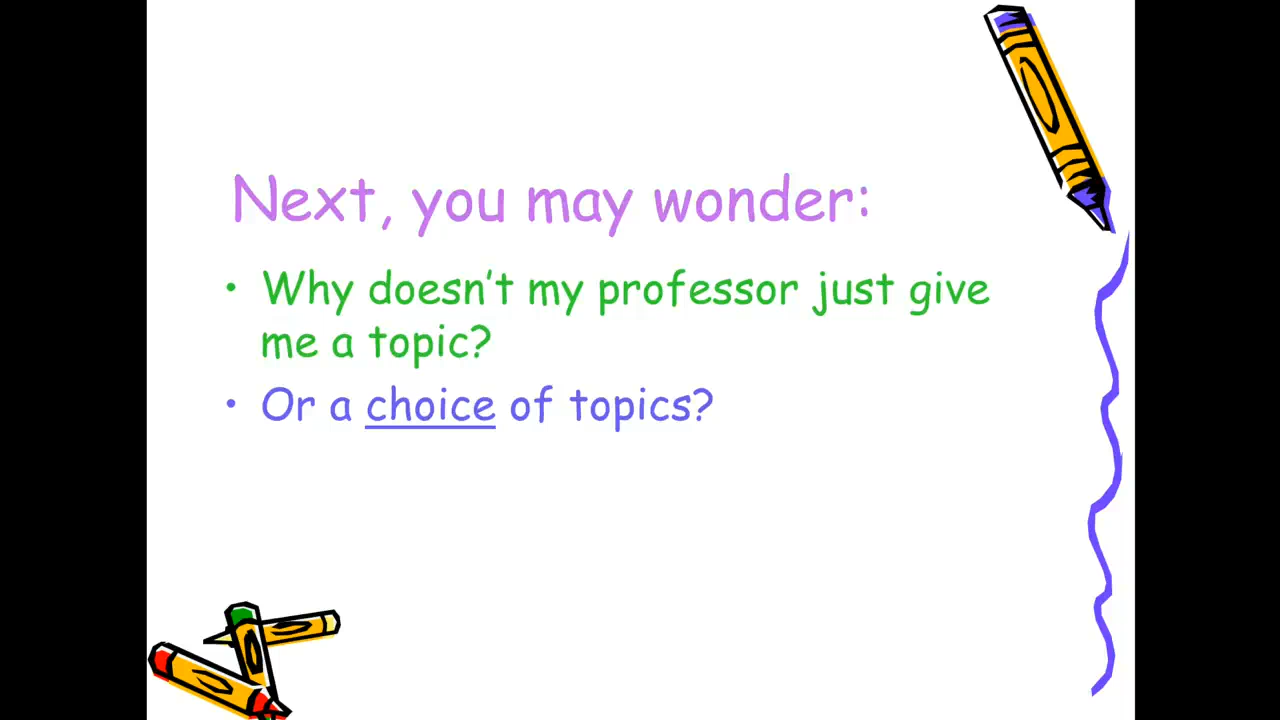 Next, you may wonder:
• Why doesn’t my professor just give
me a topic?
• Or a choice of topics?